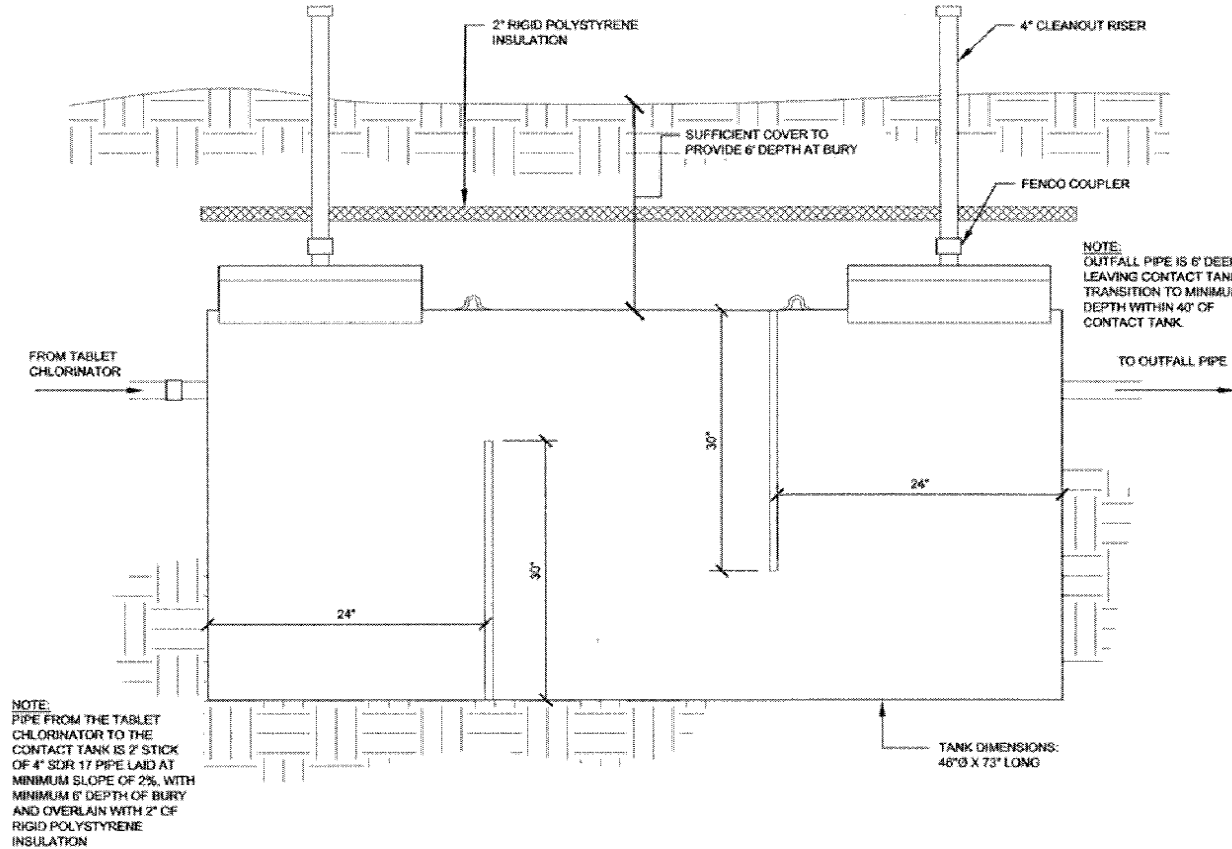 2" RIGID POLYSTYRENE
INSULATION
4" CLEANOUT RISER
SUFFICIENT COVER TO
PROVIDE 6' DEPTH AT BURY
FENCO COUPLER
NOTE:
OUTFALL PIPE IS 6' DEEP
LEAVING CONTACT TANK
TRANSITION TO MINIMUM
DEPTH WITHIN 40' OF
CONTACT TANK.
FROM TABLET
CHLORINATOR
TO OUTFALL PIPE
30"
24"
30"
24"
NOTE:
PIPE FROM THE TABLET
CHLORINATOR TO THE
CONTACT TANK IS 2' STICK
OF 4" SDR 17 PIPE LAID AT
MINIMUM SLOPE OF 2%, WITH
MINIMUM 6' DEPTH OF BURY
AND OVERLAIN WITH 2" OF
RIGID POLYSTYRENE
INSULATION
TANK DIMENSIONS:
46"Ø X 73" LONG